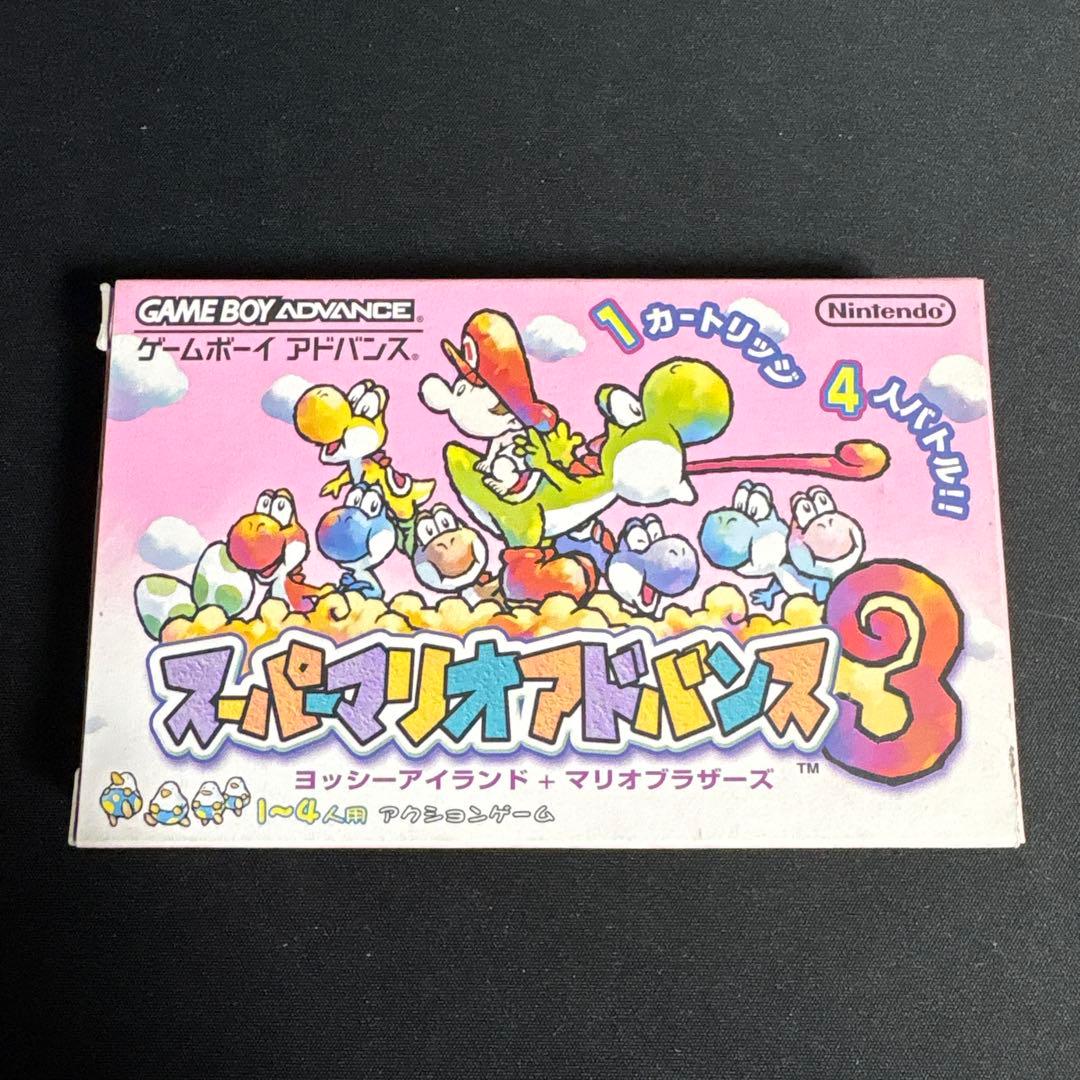 GAME BOY ADVANCE®
ゲームボーイ アドバンス®
1カートリッジ
4人バトル!!
Nintendo®
スーパーマリオアドバンス3
ヨッシーアイランド + マリオブラザーズ ™
1〜4人用 アクションゲーム